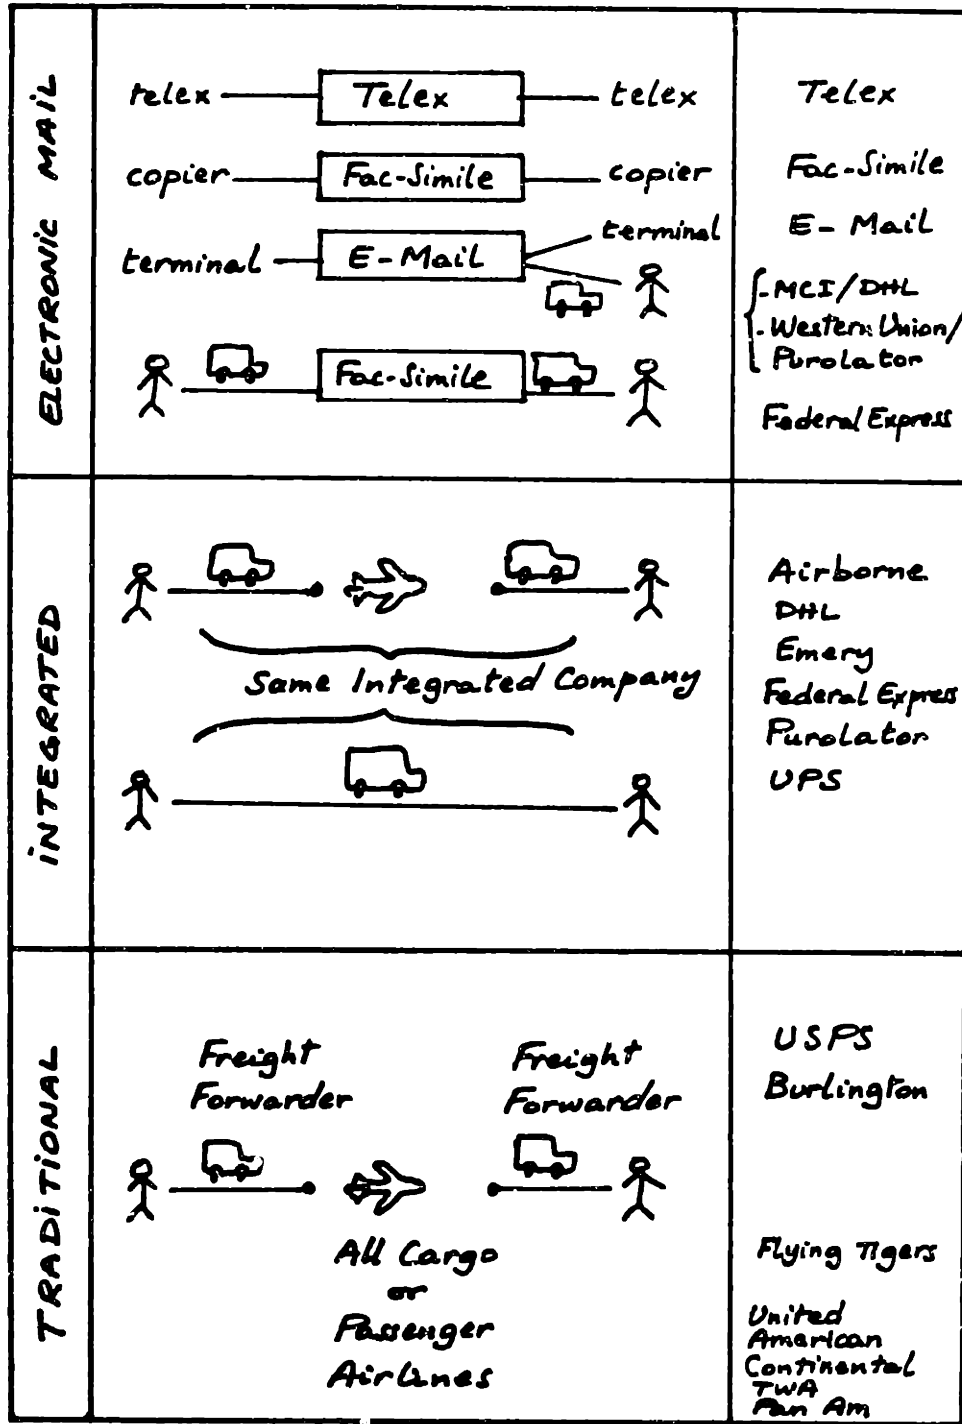 ELECTRONIC MAIL
telex
Telex
telex
Telex
copier
Fac-Simile
copier
Fac-Simile
terminal
E-Mail
terminal
E-Mail
-MCI/DHL
-Western Union/
Purolator
Fac-Simile
Federal Express
INTEGRATED
Same Integrated Company
Airborne
DHL
Emery
Federal Express
Purolator
UPS
TRADITIONAL
Freight
Forwarder
Freight
Forwarder
All Cargo
or
Passenger
Airlines
USPS
Burlington
Flying Tigers
United
American
Continental
TWA
Pan Am